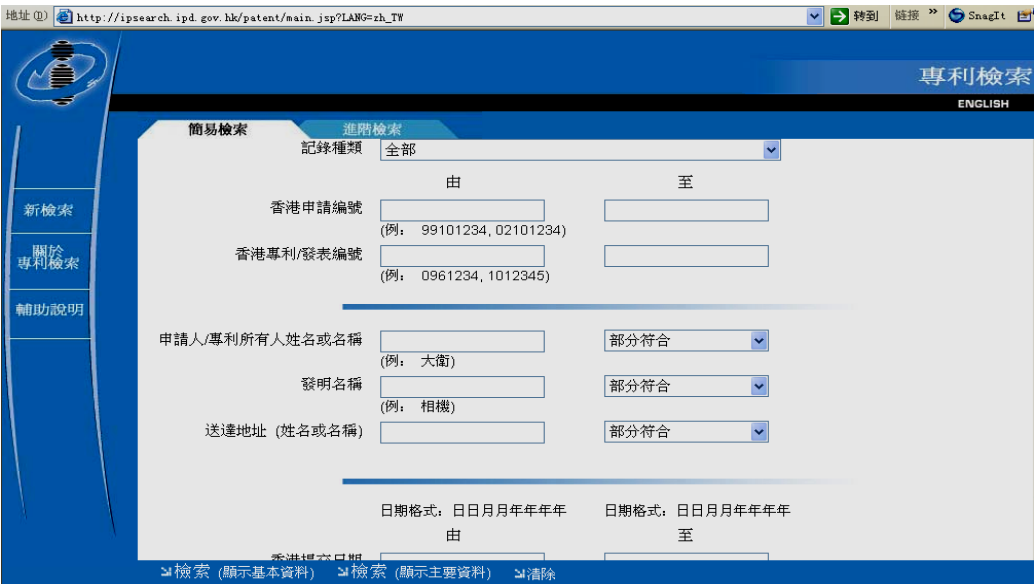 地址(D) http://ipsearch.ipd.gov.hk/patent/main.jsp?LANG=zh_TW 转到 链接 » SnagIt
專利檢索
ENGLISH
簡易檢索 進階檢索
記錄種類 全部
由 至
香港申請編號
(例： 99101234, 02101234)
香港專利/發表編號
(例： 0961234, 1012345)
新檢索
關於
專利檢索
輔助說明
申請人/專利所有人姓名或名稱 部分符合
(例： 大衛)
發明名稱 部分符合
(例： 相機)
送達地址 (姓名或名稱) 部分符合
日期格式：日日月月年年年年 日期格式：日日月月年年年年
由 至
香港提交日期
檢索 (顯示基本資料) 檢索 (顯示主要資料) 清除